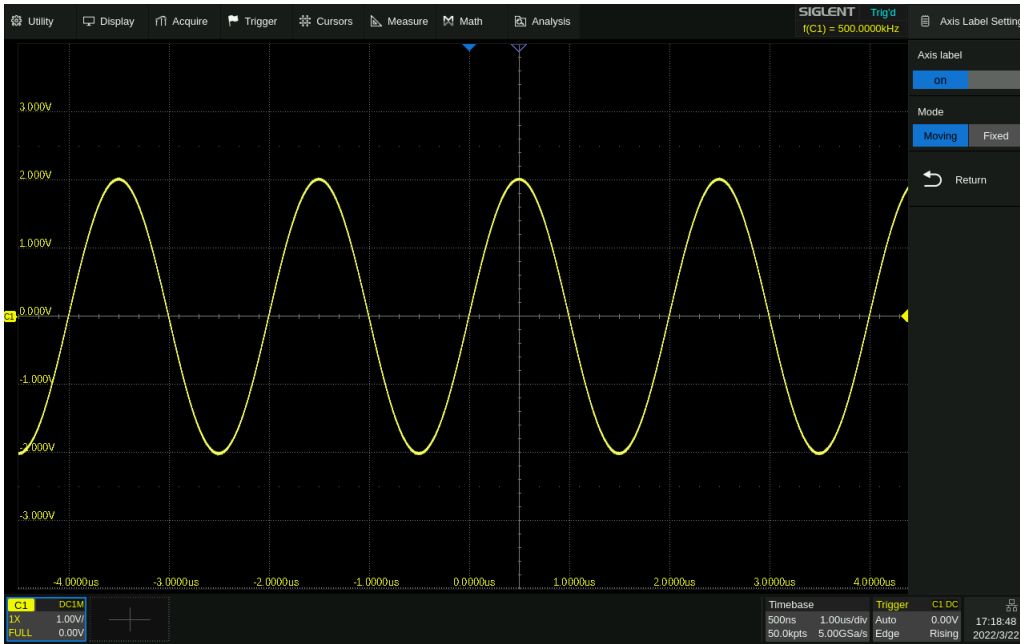 Utility Display Acquire Trigger Cursors Measure Math Analysis SIGLENT Trig'd Axis Label Setting
f(C1) = 500.0000kHz
Axis label
on
Mode
Moving Fixed
Return
3.000V
2.000V
1.000V
C1 0.000V
-1.000V
-2.000V
-3.000V
-4.0000us -3.0000us -2.0000us -1.0000us 0.0000us 1.0000us 2.0000us 3.0000us 4.0000us
C1 DC1M
1X 1.00V/
FULL 0.00V
Timebase
500ns 1.00us/div
50.0kpts 5.00GSa/s
Trigger C1 DC
Auto 0.00V
Edge Rising
17:18:48
2022/3/22